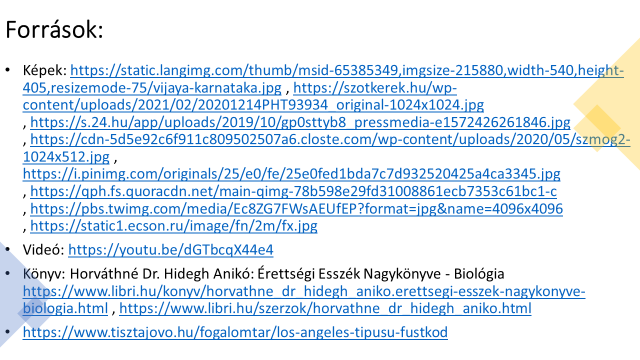 Források:
• Képek: https://static.langimg.com/thumb/msid-65385349,imgsize-215880,width-540,height-
405,resizemode-75/vijaya-karnataka.jpg , https://szotkerek.hu/wp-
content/uploads/2021/02/20201214PHT93934_original-1024x1024.jpg
, https://s.24.hu/app/uploads/2019/10/gp0sttyb8_pressmedia-e1572426261846.jpg
, https://cdn-5d5e92c6f911c809502507a6.closte.com/wp-content/uploads/2020/05/szmog2-
1024x512.jpg ,
https://i.pinimg.com/originals/25/e0/fe/25e0fed1bda7c7d932520425a4ca3345.jpg
, https://qph.fs.quoracdn.net/main-qimg-78b598e29fd31008861ecb7353c61bc1-c
, https://pbs.twimg.com/media/Ec8ZG7FWsAEUfEP?format=jpg&name=4096x4096
, https://static1.ecson.ru/image/fn/2m/fx.jpg
• Videó: https://youtu.be/dGTbcqX44e4
• Könyv: Horváthné Dr. Hidegh Anikó: Érettségi Esszék Nagykönyve - Biológia
https://www.libri.hu/konyv/horvathne_dr_hidegh_aniko.erettsegi-esszek-nagykonyve-
biologia.html , https://www.libri.hu/szerzok/horvathne_dr_hidegh_aniko.html
• https://www.tisztajovo.hu/fogalomtar/los-angeles-tipusu-fustkod